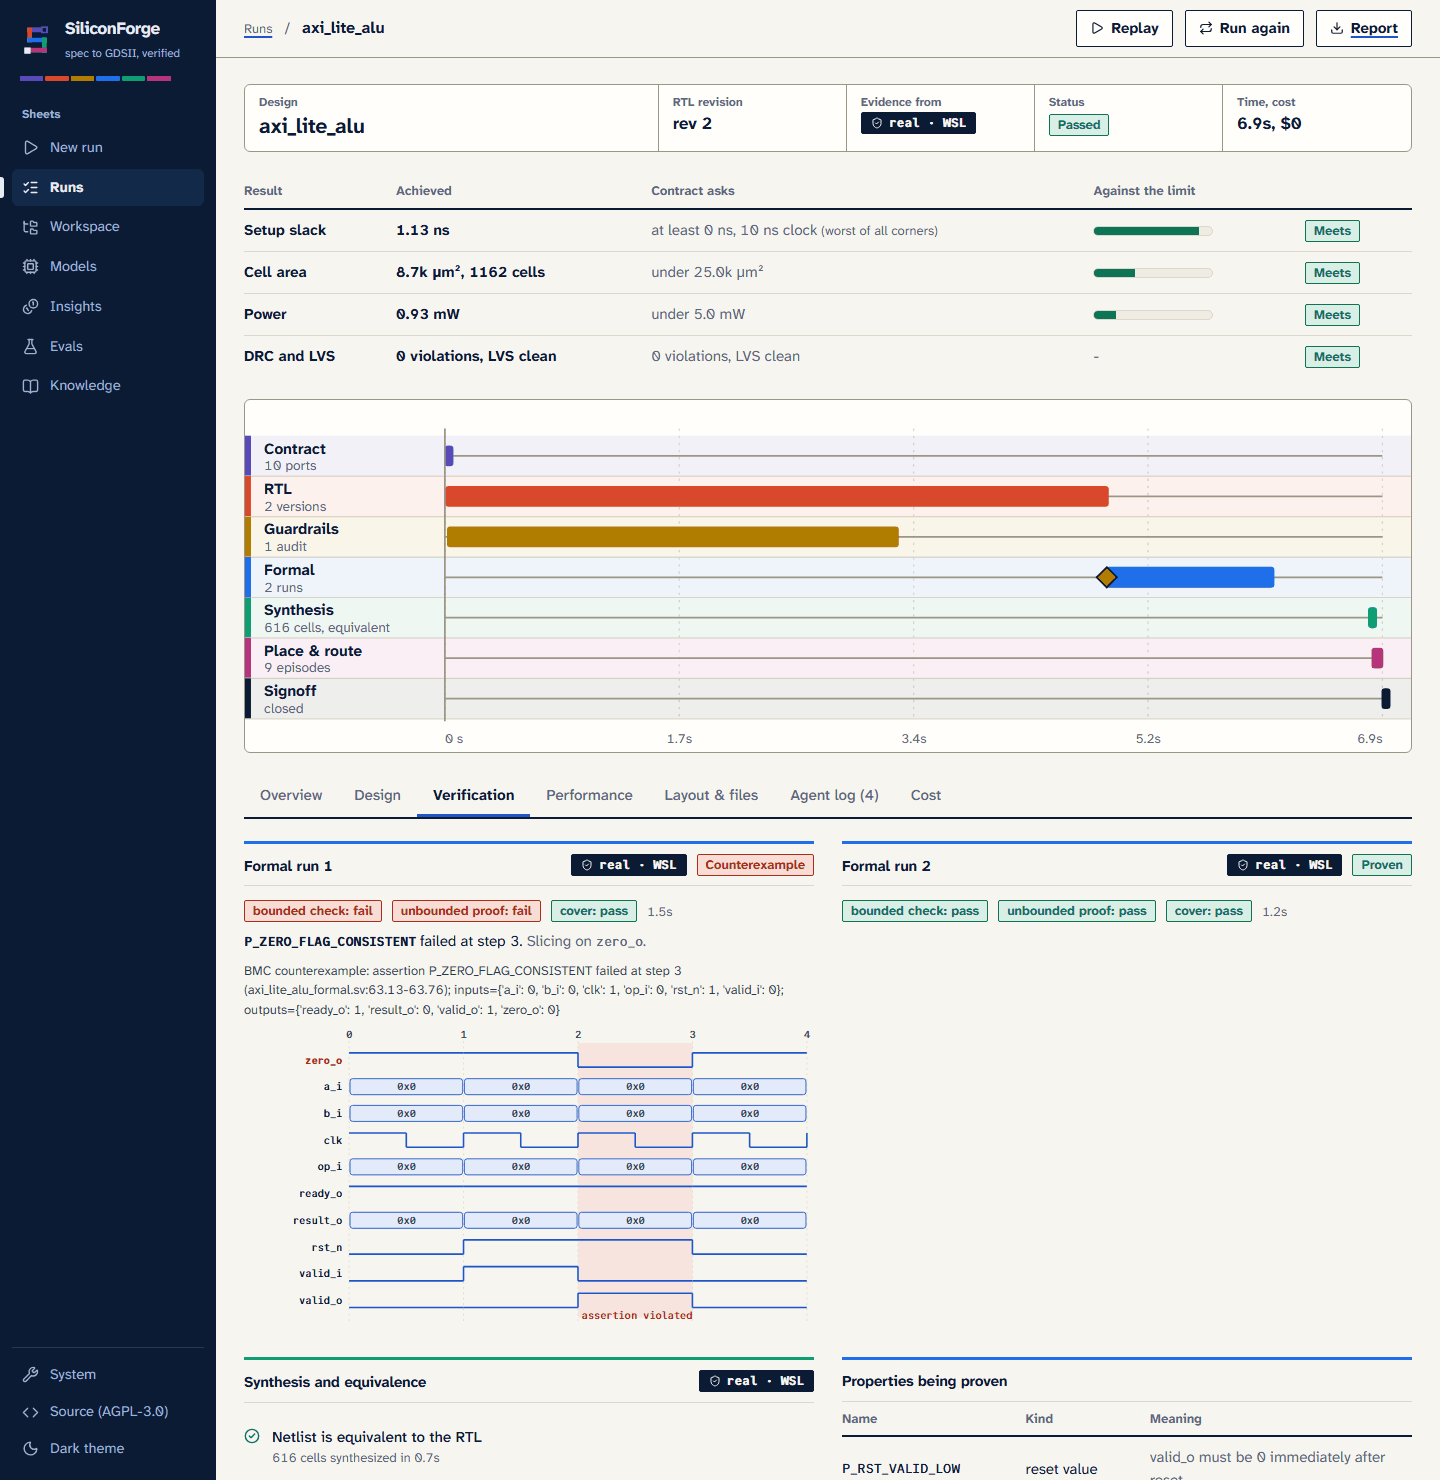 SiliconForge
spec to GDSII, verified
Sheets
New run
Runs
Workspace
Models
Insights
Evals
Knowledge
System
Source (AGPL-3.0)
Dark theme
Runs / axi_lite_alu
Replay
Run again
Report
Design
axi_lite_alu
RTL revision
rev 2
Evidence from
real · WSL
Status
Passed
Time, cost
6.9s, $0
Result Achieved Contract asks Against the limit
Setup slack 1.13 ns at least 0 ns, 10 ns clock (worst of all corners) Meets
Cell area 8.7k µm², 1162 cells under 25.0k µm² Meets
Power 0.93 mW under 5.0 mW Meets
DRC and LVS 0 violations, LVS clean 0 violations, LVS clean - Meets
Contract
10 ports
RTL
2 versions
Guardrails
1 audit
Formal
2 runs
Synthesis
616 cells, equivalent
Place & route
9 episodes
Signoff
closed
0 s 1.7s 3.4s 5.2s 6.9s
Overview Design Verification Performance Layout & files Agent log (4) Cost
Formal run 1 real · WSL Counterexample
bounded check: fail unbounded proof: fail cover: pass 1.5s
P_ZERO_FLAG_CONSISTENT failed at step 3. Slicing on zero_o.
BMC counterexample: assertion P_ZERO_FLAG_CONSISTENT failed at step 3
(axi_lite_alu_formal.sv:63.13-63.76); inputs={'a_i': 0, 'b_i': 0, 'clk': 1, 'op_i': 0, 'rst_n': 1, 'valid_i': 0};
outputs={'ready_o': 1, 'result_o': 0, 'valid_o': 1, 'zero_o': 0}
0 1 2 3 4
zero_o
a_i 0x0 0x0 0x0 0x0
b_i 0x0 0x0 0x0 0x0
clk
op_i 0x0 0x0 0x0 0x0
ready_o
result_o 0x0 0x0 0x0 0x0
rst_n
valid_i
valid_o
assertion violated
Formal run 2 real · WSL Proven
bounded check: pass unbounded proof: pass cover: pass 1.2s
Synthesis and equivalence real · WSL
Netlist is equivalent to the RTL
616 cells synthesized in 0.7s
Properties being proven
Name Kind Meaning
P_RST_VALID_LOW reset value valid_o must be 0 immediately after
reset